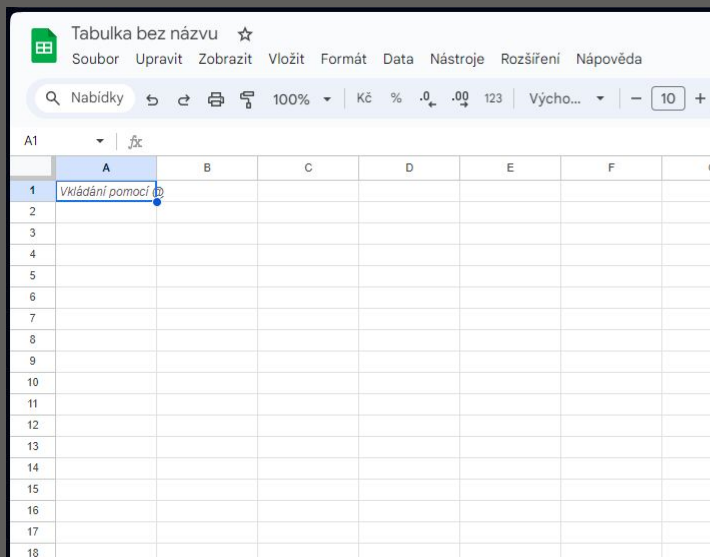 Tabulka bez názvu
Soubor Upravit Zobrazit Vložit Formát Data Nástroje Rozšíření Nápověda
Nabídky 100% Kč % .0 .00 123 Výcho... 10
A1 fx
A B C D E F
1 Vkládání pomocí @
2
3
4
5
6
7
8
9
10
11
12
13
14
15
16
17
18